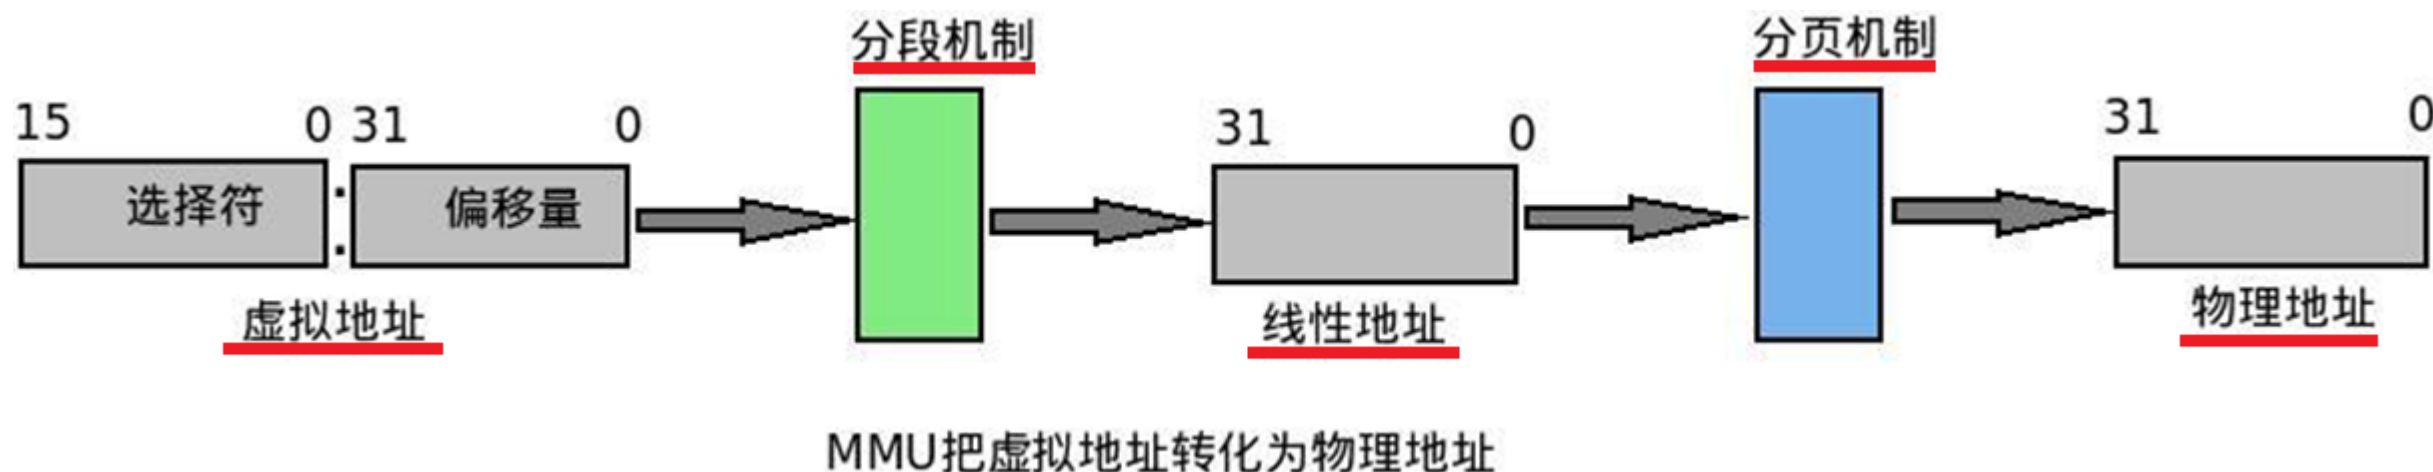 分段机制
分页机制
15 0 31 0
31 0
31 0
选择符 : 偏移量
虚拟地址
线性地址
物理地址
MMU把虚拟地址转化为物理地址